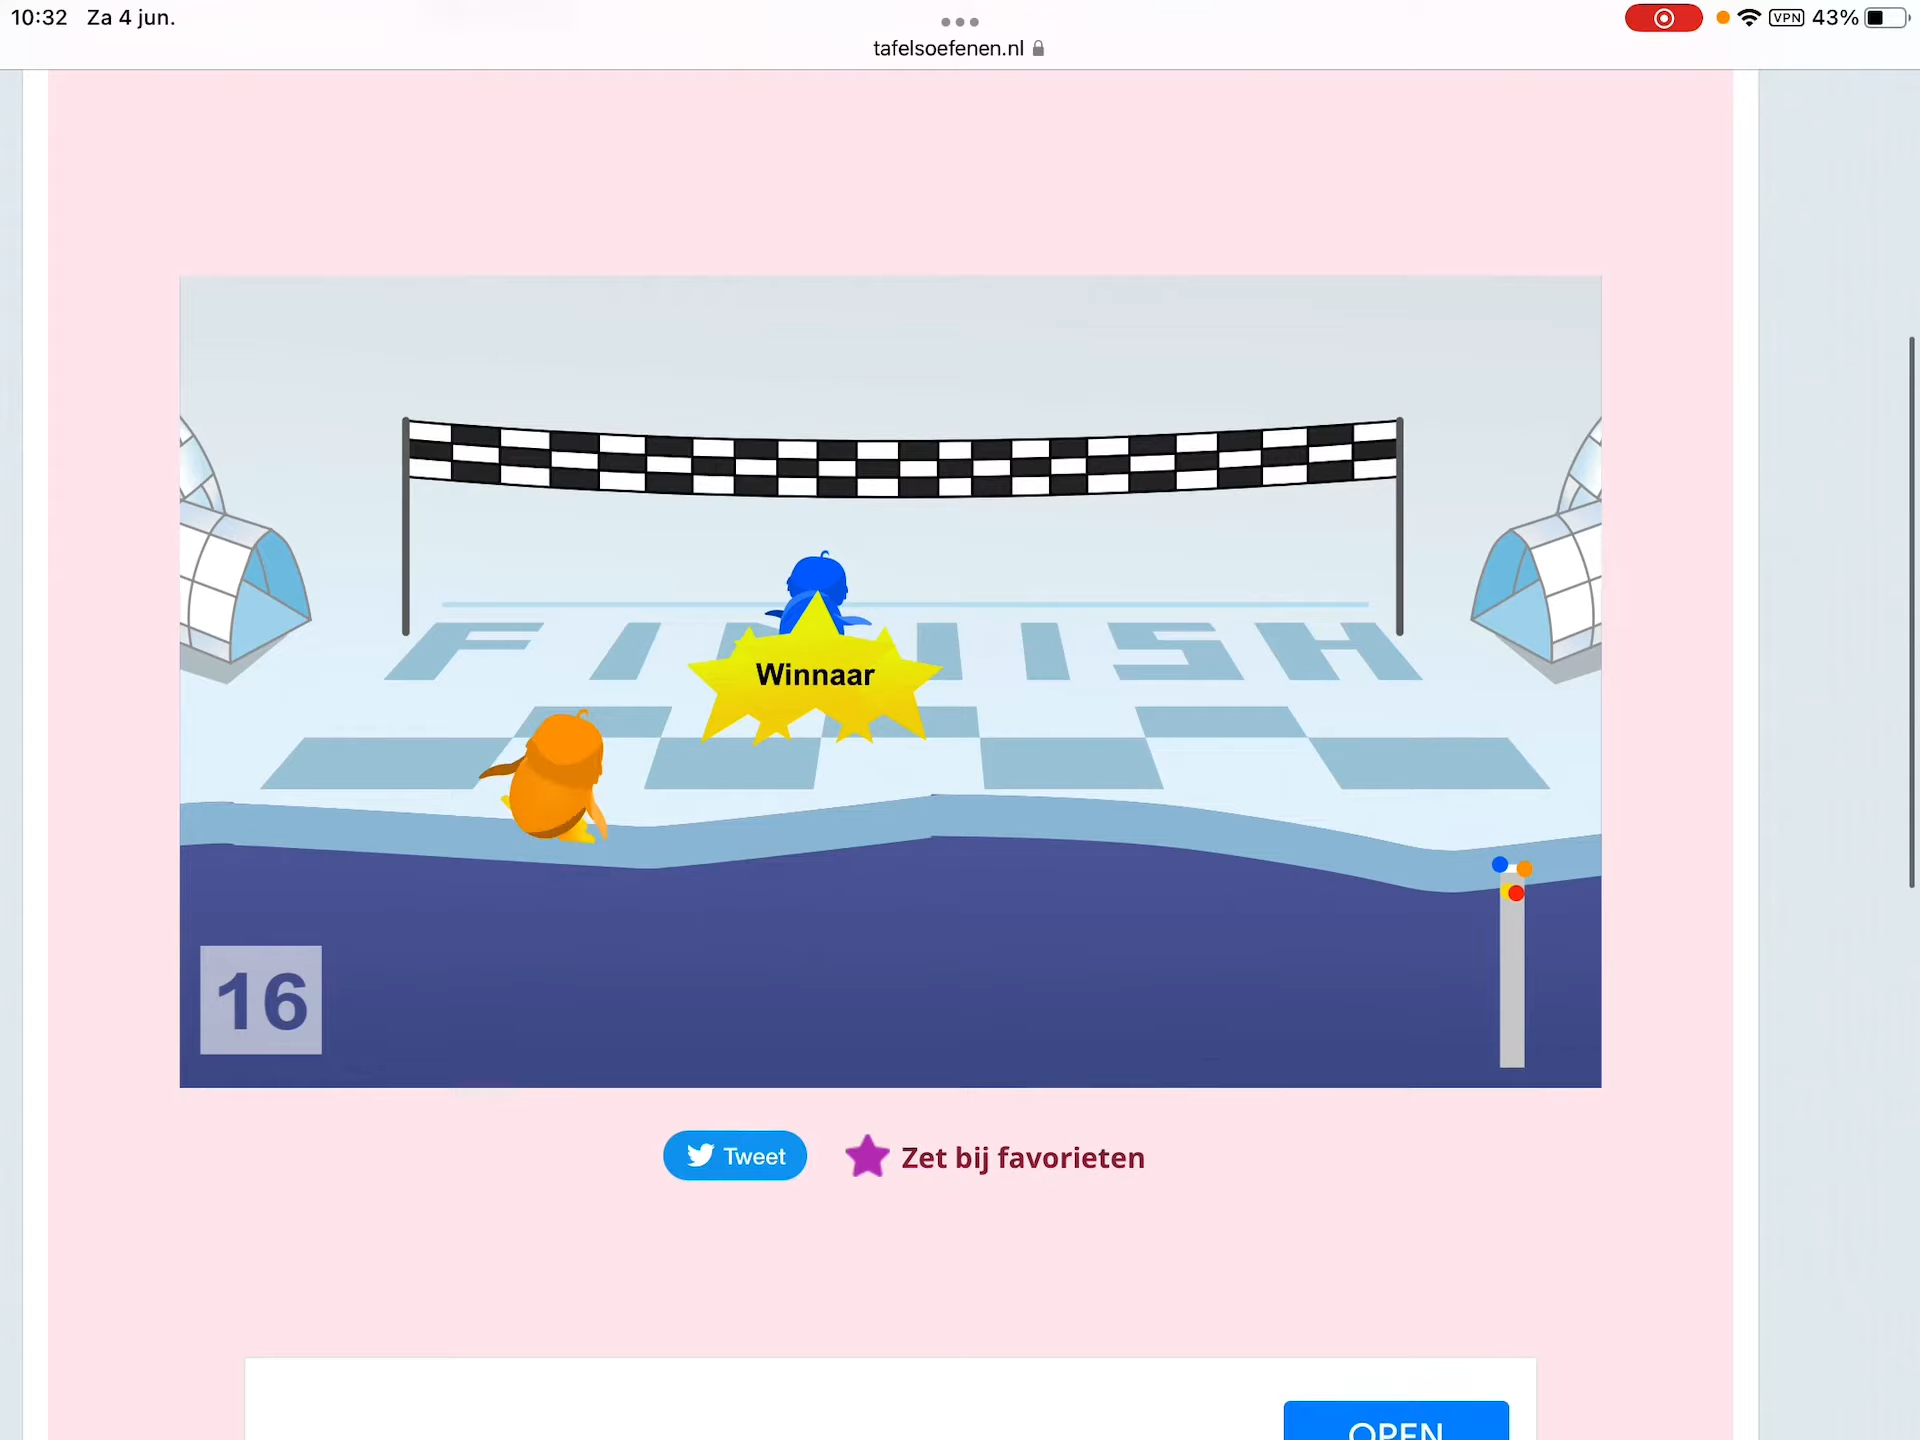 10:32 Za 4 jun.
VPN 43%
tafelsoefenen.nl
FINISH
Winnaar
16
Tweet
Zet bij favorieten
OPEN